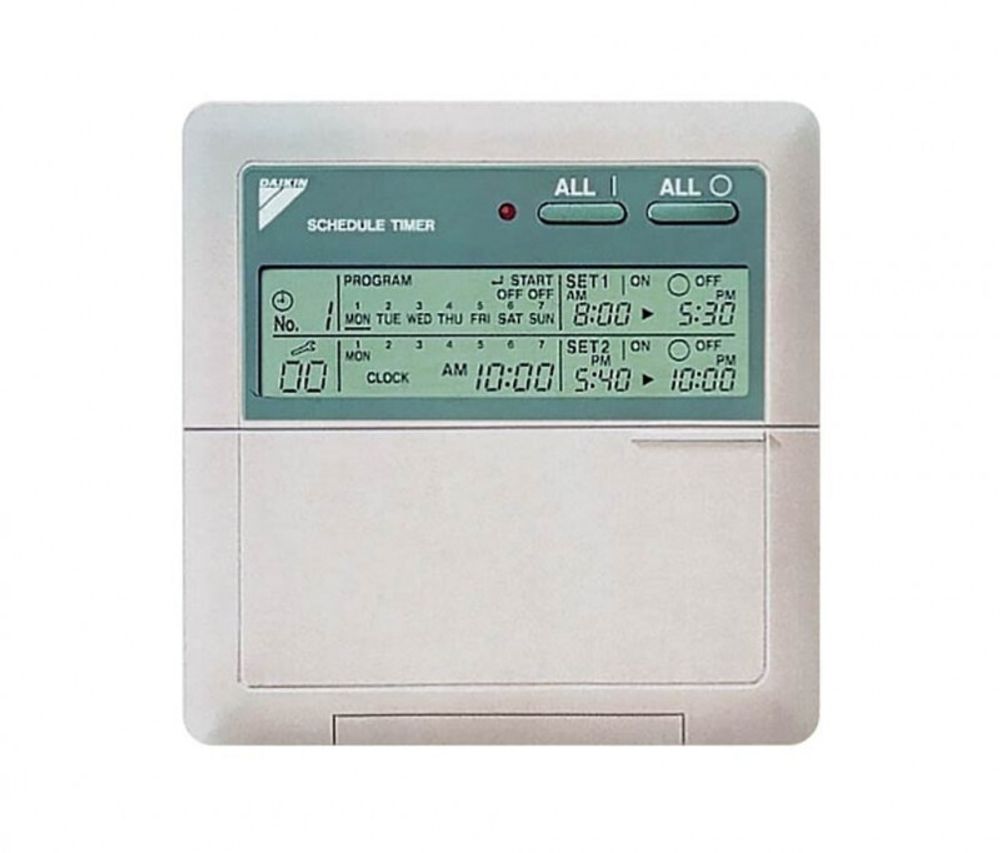 DAIKIN
SCHEDULE TIMER
ALL | ALL ○
PROGRAM ↵ START
OFF OFF
No. 1
1 2 3 4 5 6 7
MON TUE WED THU FRI SAT SUN
SET1 | ON ○ OFF
AM PM
8:00 ▶ 5:30
00
1 2 3 4 5 6 7
MON
CLOCK AM 10:00
SET2 | ON ○ OFF
PM PM
5:40 ▶ 10:00